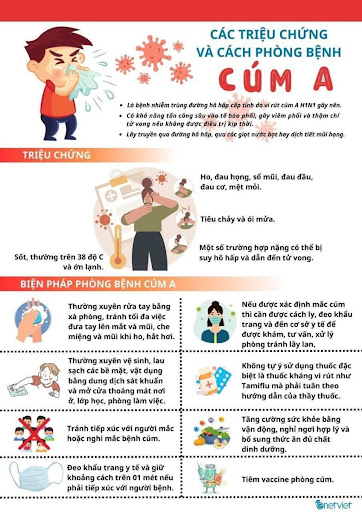 CÁC TRIỆU CHỨNG
VÀ CÁCH PHÒNG BỆNH
CÚM A
Là bệnh nhiễm trùng đường hô hấp cấp tính do vi rút cúm A H1N1 gây nên.
Có khả năng tấn công sâu vào tế bào phổi, gây viêm phổi và thậm chí
tử vong nếu không được điều trị kịp thời.
Lây truyền qua đường hô hấp, qua các giọt nước bọt hay dịch tiết mũi họng.
TRIỆU CHỨNG
Ho, đau họng, sổ mũi, đau đầu,
đau cơ, mệt mỏi.
Tiêu chảy và ói mửa.
Sốt, thường trên 38 độ C
và ớn lạnh.
Một số trường hợp nặng có thể bị
suy hô hấp và dẫn đến tử vong.
BIỆN PHÁP PHÒNG BỆNH CÚM A
Thường xuyên rửa tay bằng
xà phòng, tránh tối đa việc
đưa tay lên mắt và mũi, che
miệng và mũi khi ho, hắt hơi.
Nếu được xác định mắc cúm
thì cần được cách ly, đeo khẩu
trang và đến cơ sở y tế để
được khám, tư vấn, xử lý
phòng tránh lây lan.
Thường xuyên vệ sinh, lau
sạch các bề mặt, vật dụng
bằng dung dịch sát khuẩn
và mở cửa thoáng mát nơi
ở, lớp học, phòng làm việc.
Không tự ý sử dụng thuốc đặc
biệt là thuốc kháng vi rút như
Tamiflu mà phải tuân theo
hướng dẫn của thầy thuốc.
Tránh tiếp xúc với người mắc
hoặc nghi mắc bệnh cúm.
Tăng cường sức khỏe bằng
vận động, nghỉ ngơi hợp lý và
bổ sung thức ăn đủ chất
dinh dưỡng.
Đeo khẩu trang y tế và giữ
khoảng cách trên 01 mét nếu
phải tiếp xúc với người bệnh.
Tiêm vaccine phòng cúm.
netviet